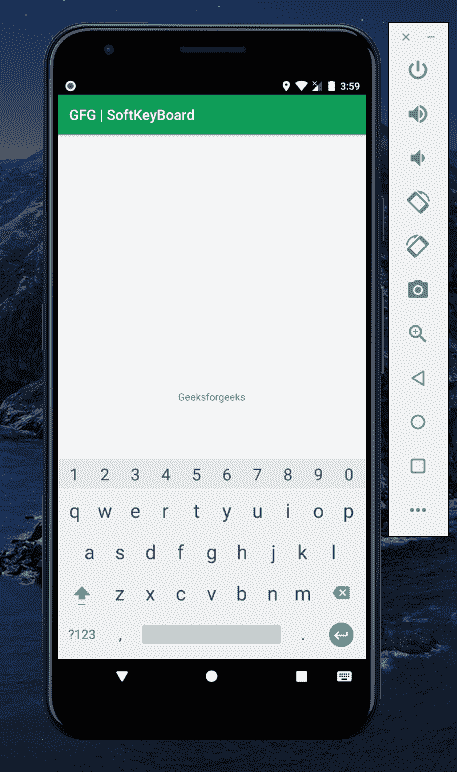 3:59
GFG | SoftKeyBoard
Geeksforgeeks
1 2 3 4 5 6 7 8 9 0
q w e r t y u i o p
a s d f g h j k l
z x c v b n m
?123 , .